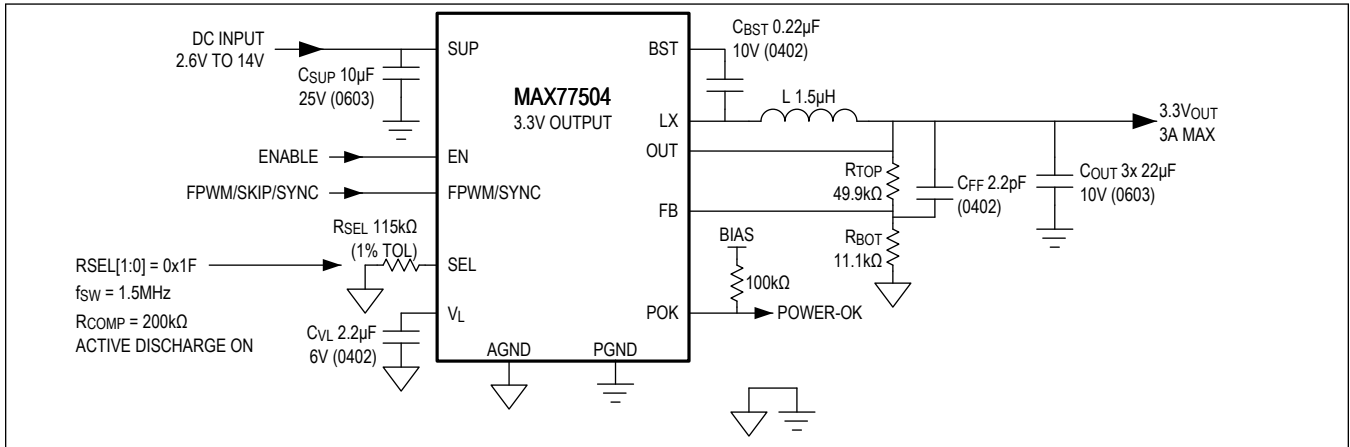 DC INPUT
2.6V TO 14V
CSUP 10µF
25V (0603)
ENABLE
FPWM/SKIP/SYNC
RSEL 115kΩ
(1% TOL)
RSEL[1:0] = 0x1F
fSW = 1.5MHz
RCOMP = 200kΩ
ACTIVE DISCHARGE ON
CVL 2.2µF
6V (0402)
SUP
EN
FPWM/SYNC
SEL
VL
MAX77504
3.3V OUTPUT
AGND
PGND
BST
LX
OUT
FB
POK
CBST 0.22µF
10V (0402)
L 1.5µH
3.3VOUT
3A MAX
RTOP
49.9kΩ
CFF 2.2pF
(0402)
COUT 3x 22µF
10V (0603)
RBOT
11.1kΩ
BIAS
100kΩ
POWER-OK